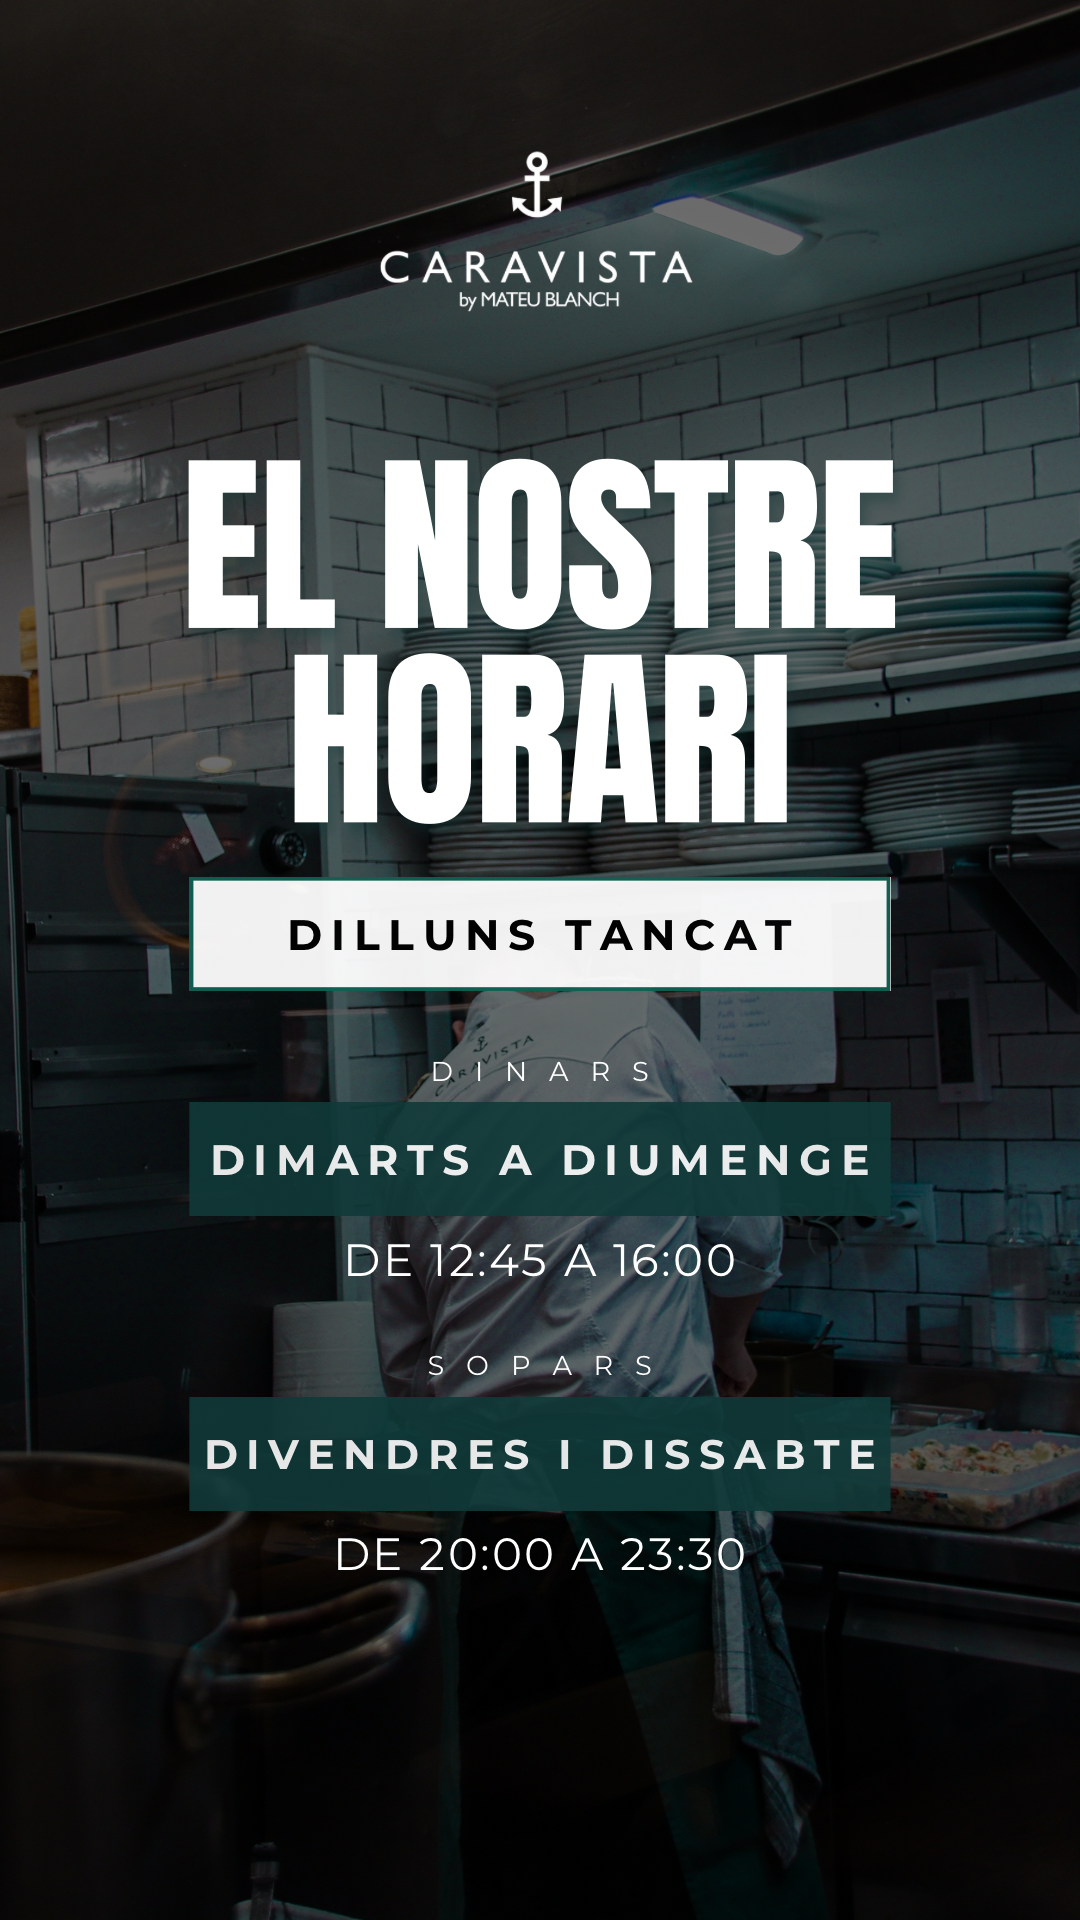 CARAVISTA
by MATEU BLANCH
EL NOSTRE
HORARI
DILLUNS TANCAT
CARAVISTA
DINARS
DIMARTS A DIUMENGE
DE 12:45 A 16:00
SOPARS
DIVENDRES I DISSABTE
DE 20:00 A 23:30